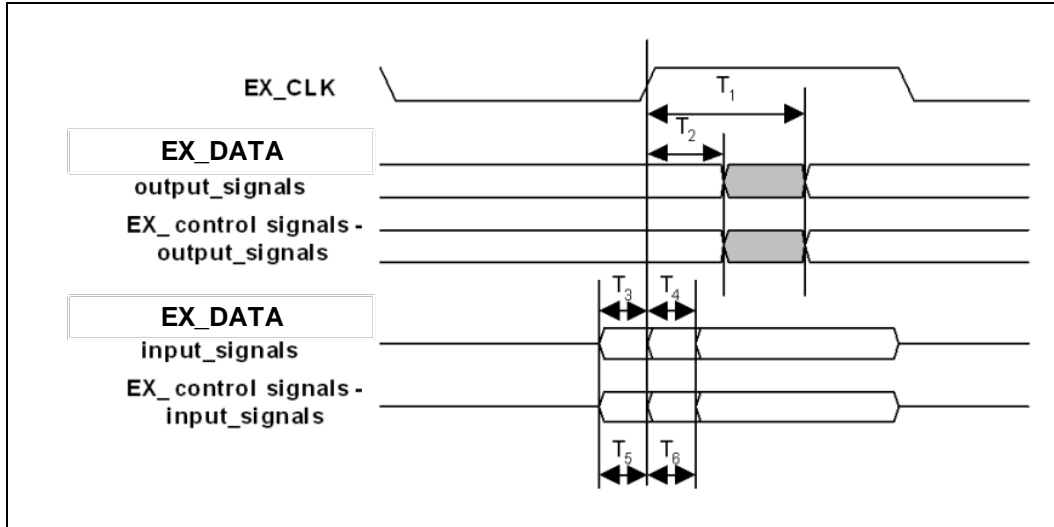 EX_CLK
T1
T2
EX_DATA
output_signals
EX_ control signals -
output_signals
T3 T4
EX_DATA
input_signals
EX_ control signals -
input_signals
T5 T6